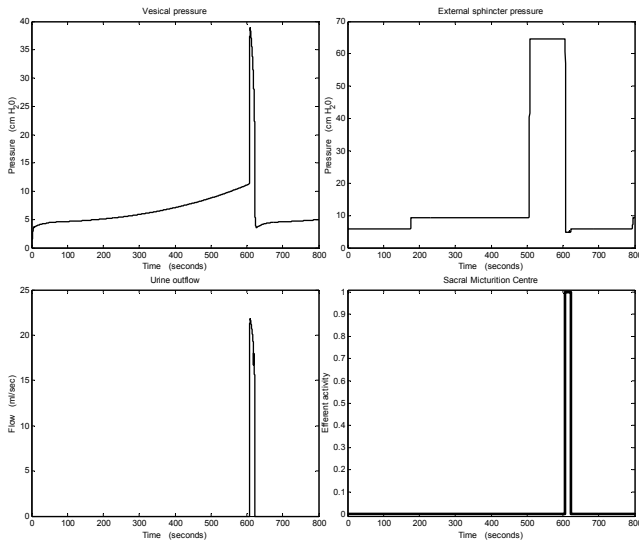 Vesical pressure
Pressure (cm H20)
40
35
30
25
20
15
10
5
0
0 100 200 300 400 500 600 700 800
Time (seconds)
External sphincter pressure
Pressure (cm H20)
70
60
50
40
30
20
10
0
0 100 200 300 400 500 600 700 800
Time (seconds)
Urine outflow
Flow (ml/sec)
25
20
15
10
5
0
0 100 200 300 400 500 600 700 800
Time (seconds)
Sacral Micturition Centre
Efferent activity
1
0.9
0.8
0.7
0.6
0.5
0.4
0.3
0.2
0.1
0
0 100 200 300 400 500 600 700 800
Time (seconds)